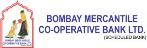 BOMBAY MERCANTILE
CO-OPERATIVE BANK LTD.
(SCHEDULED BANK)